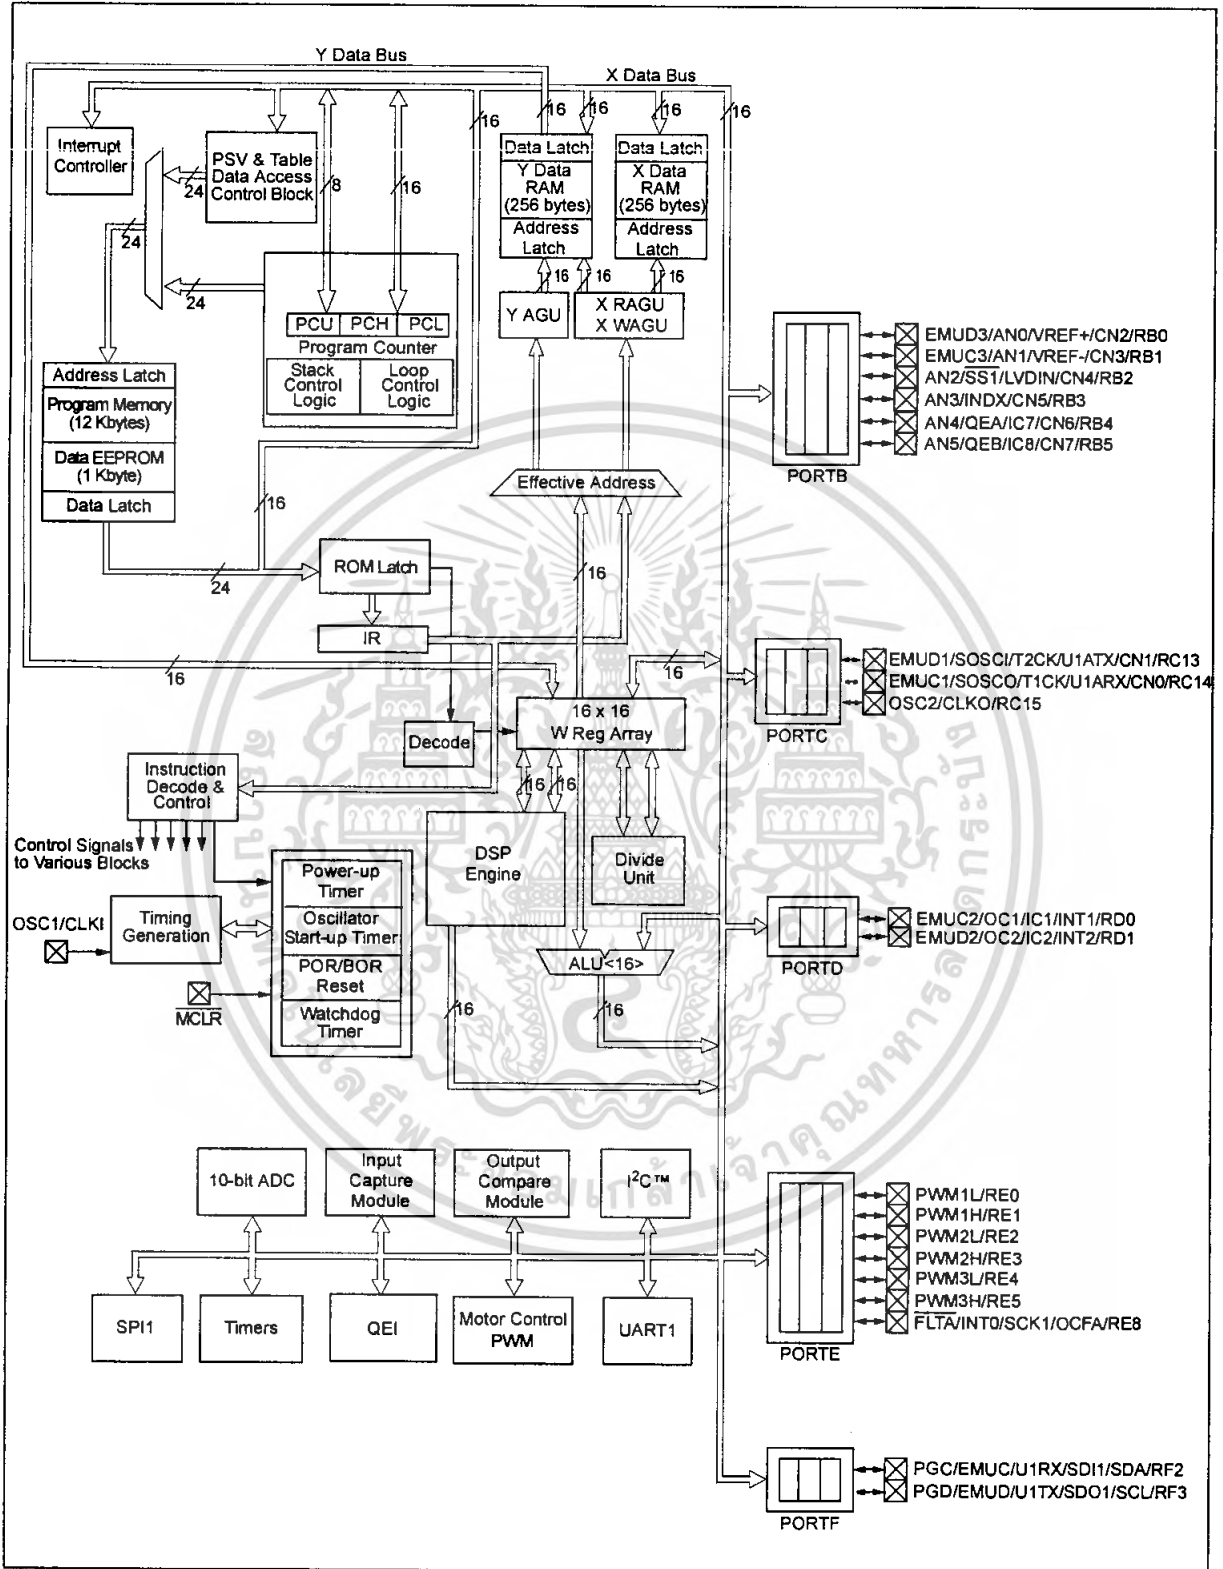 Y Data Bus
X Data Bus
16
16
16
16
16
Interrupt
Controller
PSV & Table
Data Access
Control Block
24
8
16
Data Latch
Y Data
RAM
(256 bytes)
Address
Latch
Data Latch
X Data
RAM
(256 bytes)
Address
Latch
24
24
16
16
16
Y AGU
X RAGU
X WAGU
PCU
PCH
PCL
Program Counter
Stack
Control
Logic
Loop
Control
Logic
Address Latch
Program Memory
(12 Kbytes)
Data EEPROM
(1 Kbyte)
Data Latch
Effective Address
16
24
ROM Latch
16
IR
16
16
16 x 16
W Reg Array
Decode
16
16
Instruction
Decode &
Control
Control Signals
to Various Blocks
DSP
Engine
Divide
Unit
Power-up
Timer
Oscillator
Start-up Timer
POR/BOR
Reset
Watchdog
Timer
OSC1/CLKI
Timing
Generation
MCLR
ALU<16>
16
16
10-bit ADC
Input
Capture
Module
Output
Compare
Module
I²C™
SPI1
Timers
QEI
Motor Control
PWM
UART1
EMUD3/AN0/VREF+/CN2/RB0
EMUC3/AN1/VREF-/CN3/RB1
AN2/SS1/LVDIN/CN4/RB2
AN3/INDX/CN5/RB3
AN4/QEA/IC7/CN6/RB4
AN5/QEB/IC8/CN7/RB5
PORTB
EMUD1/SOSCI/T2CK/U1ATX/CN1/RC13
EMUC1/SOSCO/T1CK/U1ARX/CN0/RC14
OSC2/CLKO/RC15
PORTC
EMUC2/OC1/IC1/INT1/RD0
EMUD2/OC2/IC2/INT2/RD1
PORTD
PWM1L/RE0
PWM1H/RE1
PWM2L/RE2
PWM2H/RE3
PWM3L/RE4
PWM3H/RE5
FLTA/INT0/SCK1/OCFA/RE8
PORTE
PGC/EMUC/U1RX/SDI1/SDA/RF2
PGD/EMUD/U1TX/SDO1/SCL/RF3
PORTF